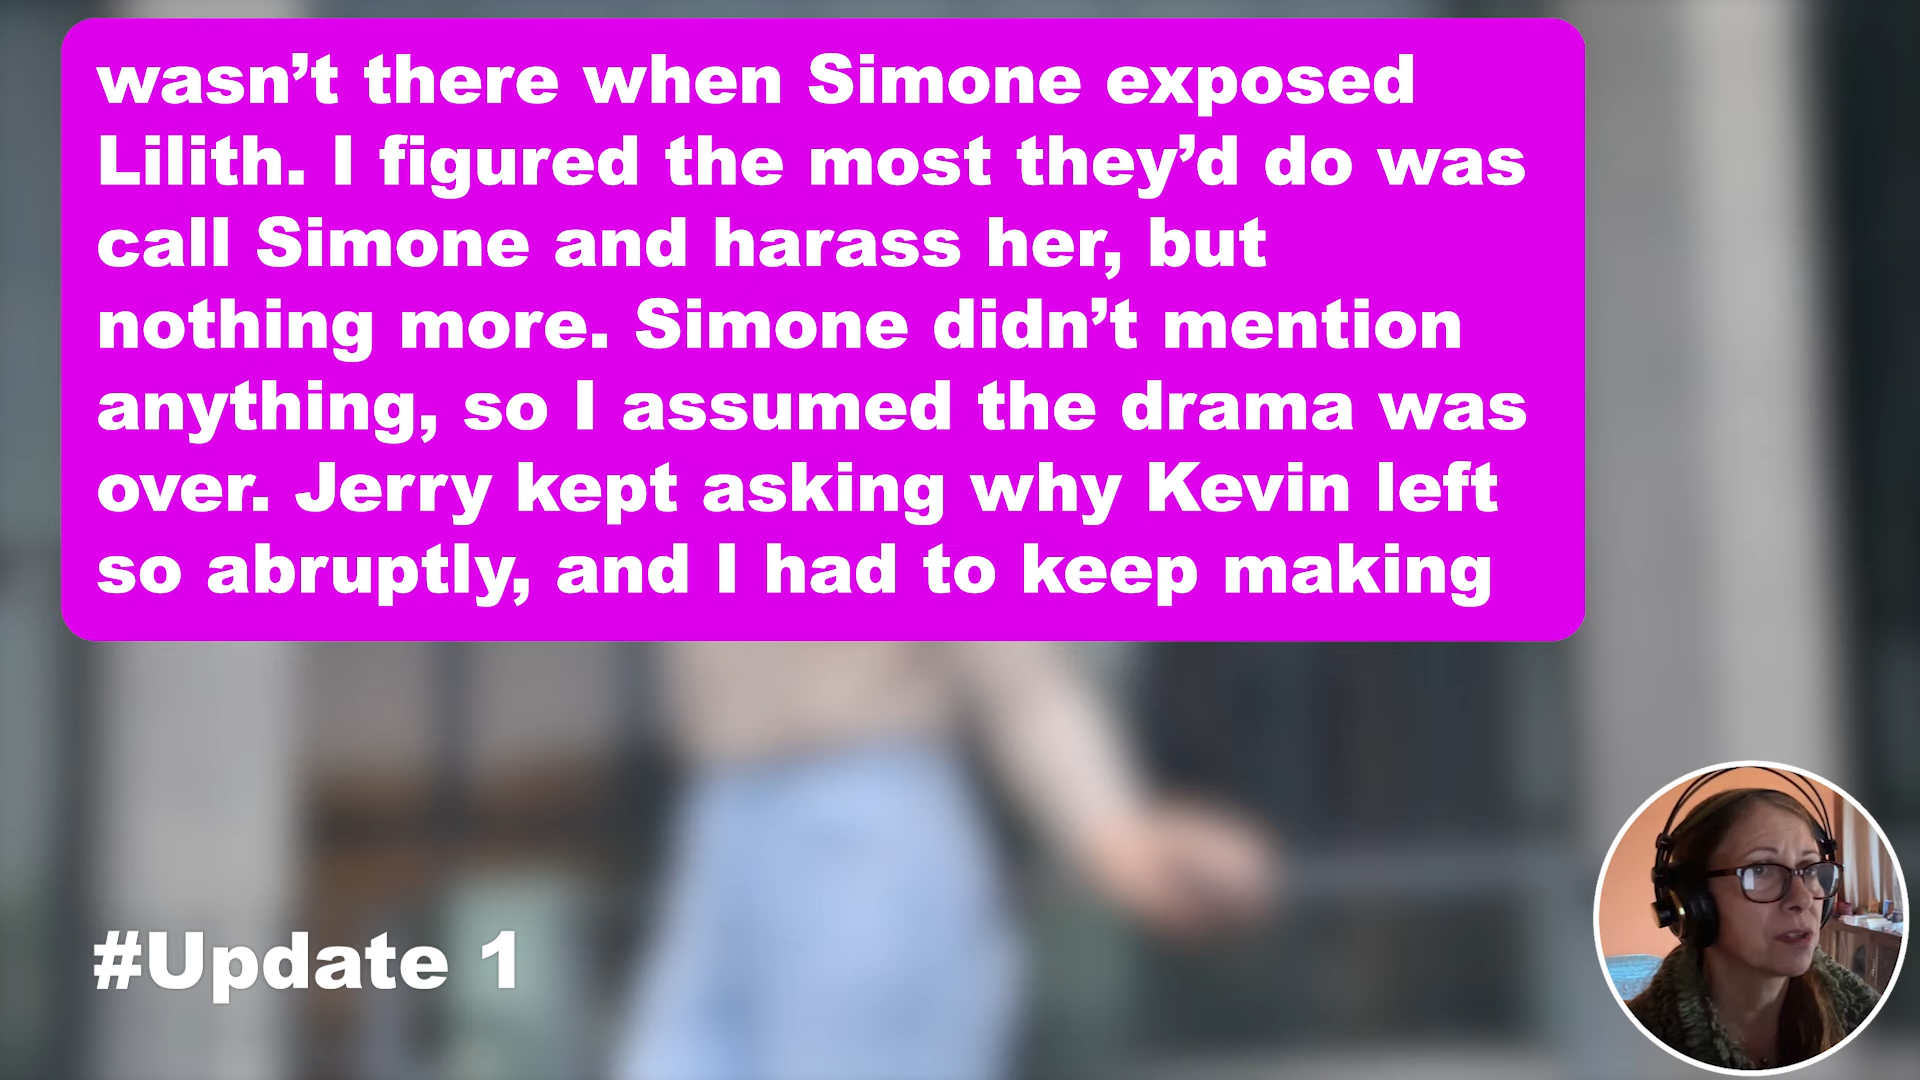 wasn’t there when Simone exposed
Lilith. I figured the most they’d do was
call Simone and harass her, but
nothing more. Simone didn’t mention
anything, so I assumed the drama was
over. Jerry kept asking why Kevin left
so abruptly, and I had to keep making
#Update 1